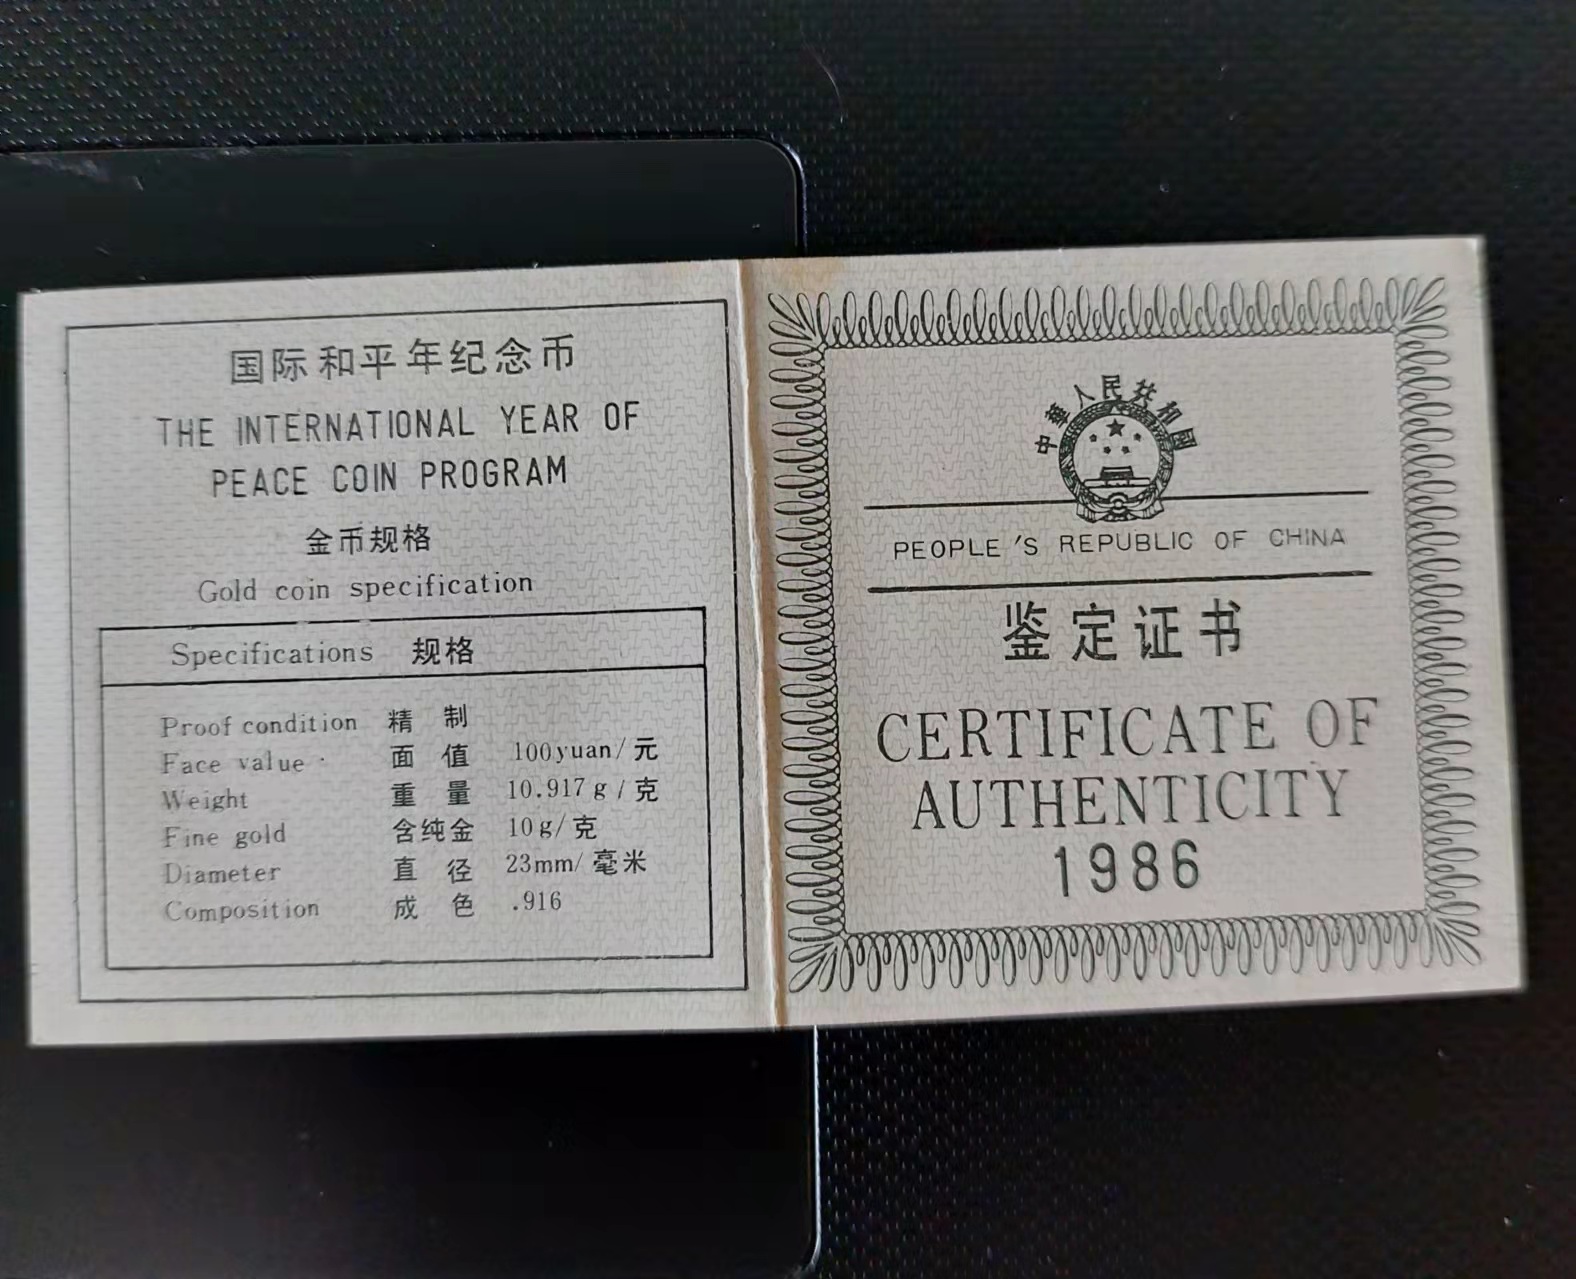 国际和平年纪念币
THE INTERNATIONAL YEAR OF
PEACE COIN PROGRAM
金币规格
Gold coin specification
Specifications 规格
Proof condition 精 制
Face value 面 值 100yuan/元
Weight 重 量 10.917g/克
Fine gold 含纯金 10g/克
Diameter 直 径 23mm/毫米
Composition 成 色 .916
中華人民共和國
PEOPLE'S REPUBLIC OF CHINA
鉴定证书
CERTIFICATE OF
AUTHENTICITY
1986